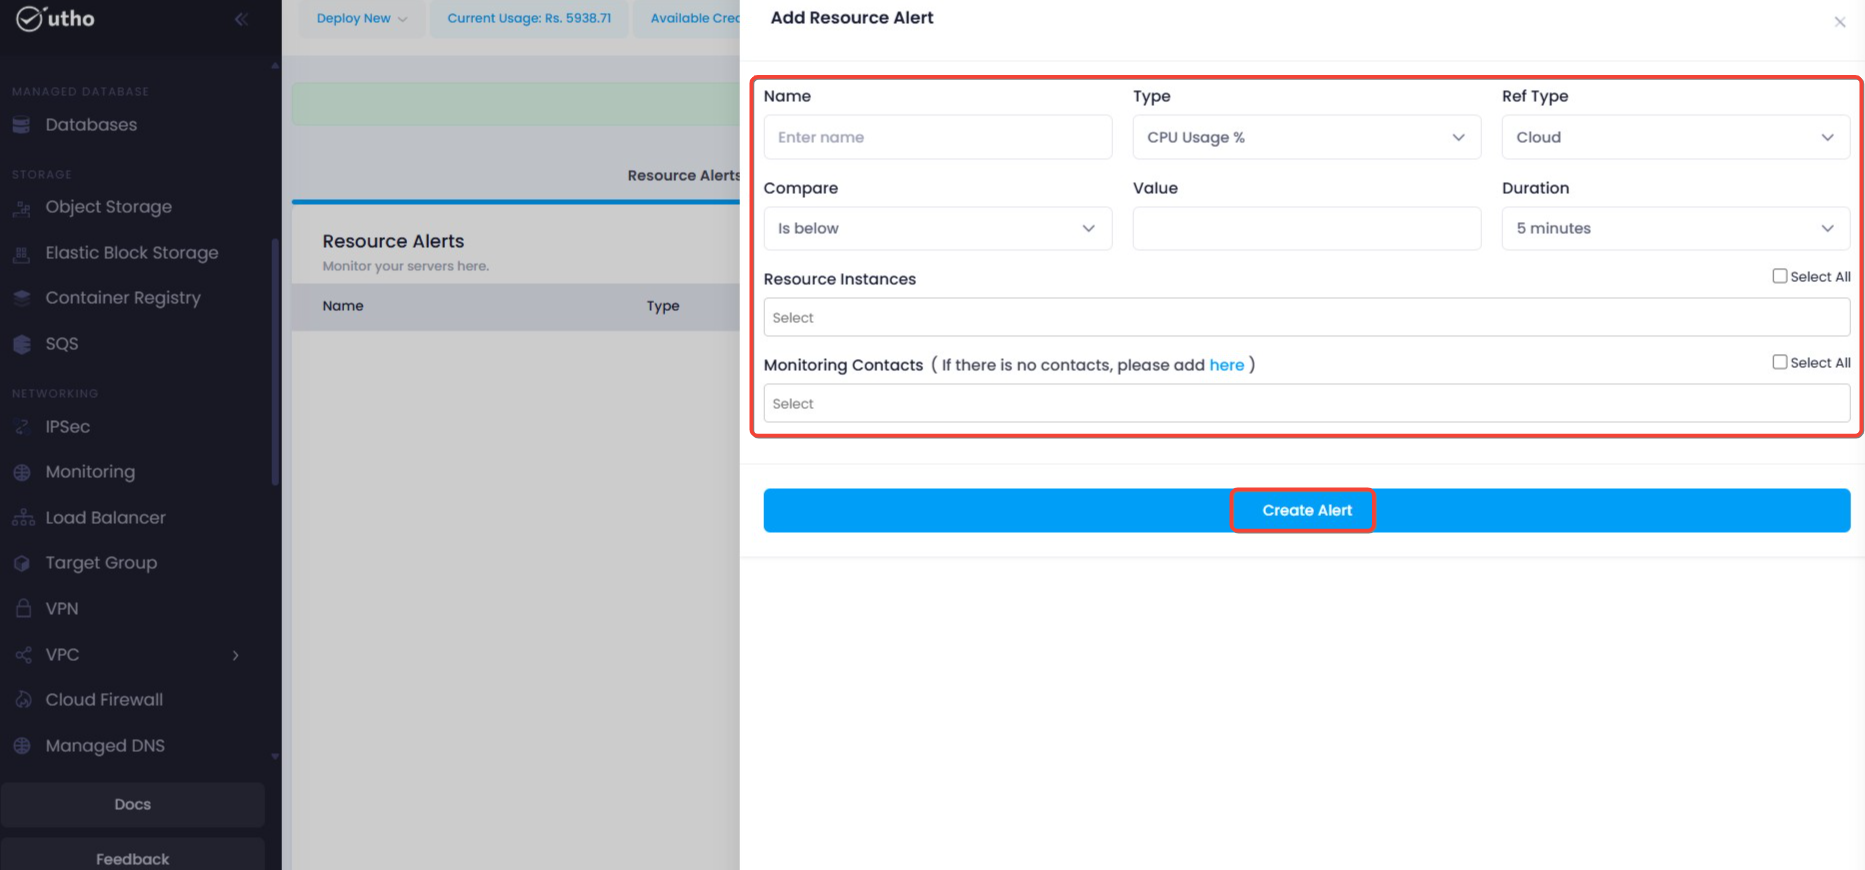 utho
MANAGED DATABASE
Databases
STORAGE
Object Storage
Elastic Block Storage
Container Registry
SQS
NETWORKING
IPSec
Monitoring
Load Balancer
Target Group
VPN
VPC
Cloud Firewall
Managed DNS
Docs
Feedback
Deploy New
Current Usage: Rs. 5938.71
Available Cre
Resource Alerts
Resource Alerts
Monitor your servers here.
Name Type
Add Resource Alert
Name Type Ref Type
Enter name CPU Usage % Cloud
Compare Value Duration
Is below 5 minutes
Resource Instances Select All
Select
Monitoring Contacts ( If there is no contacts, please add here ) Select All
Select
Create Alert